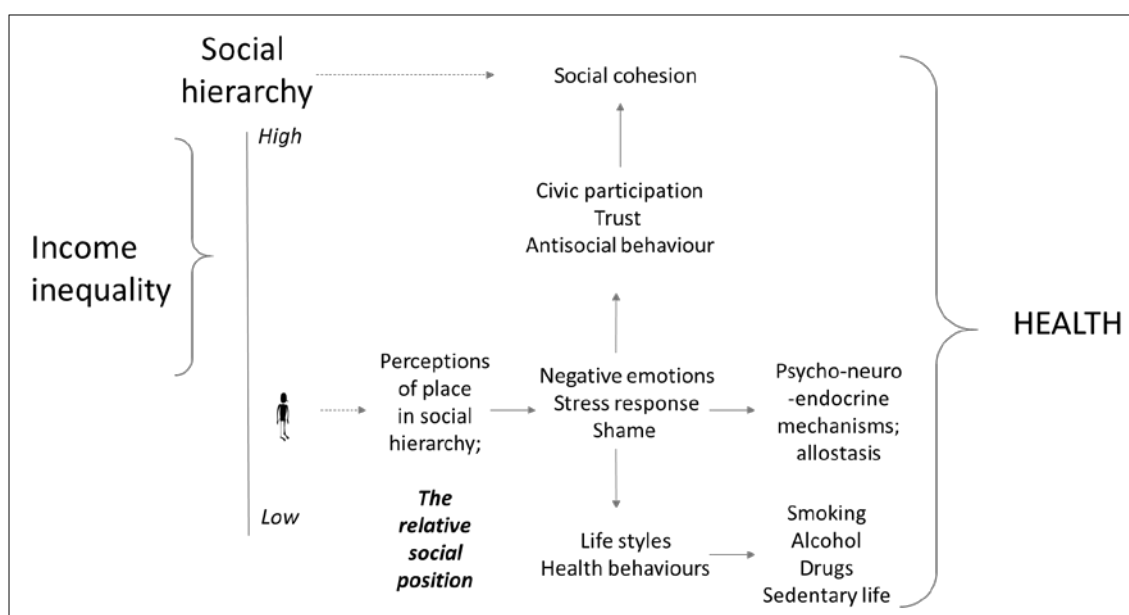 Social
hierarchy
Social cohesion
High
Civic participation
Trust
Antisocial behaviour
Income
inequality
HEALTH
Perceptions
of place
in social
hierarchy;
Negative emotions
Stress response
Shame
Psycho-neuro
-endocrine
mechanisms;
allostasis
The
relative
social
position
Low
Life styles
Health behaviours
Smoking
Alcohol
Drugs
Sedentary life